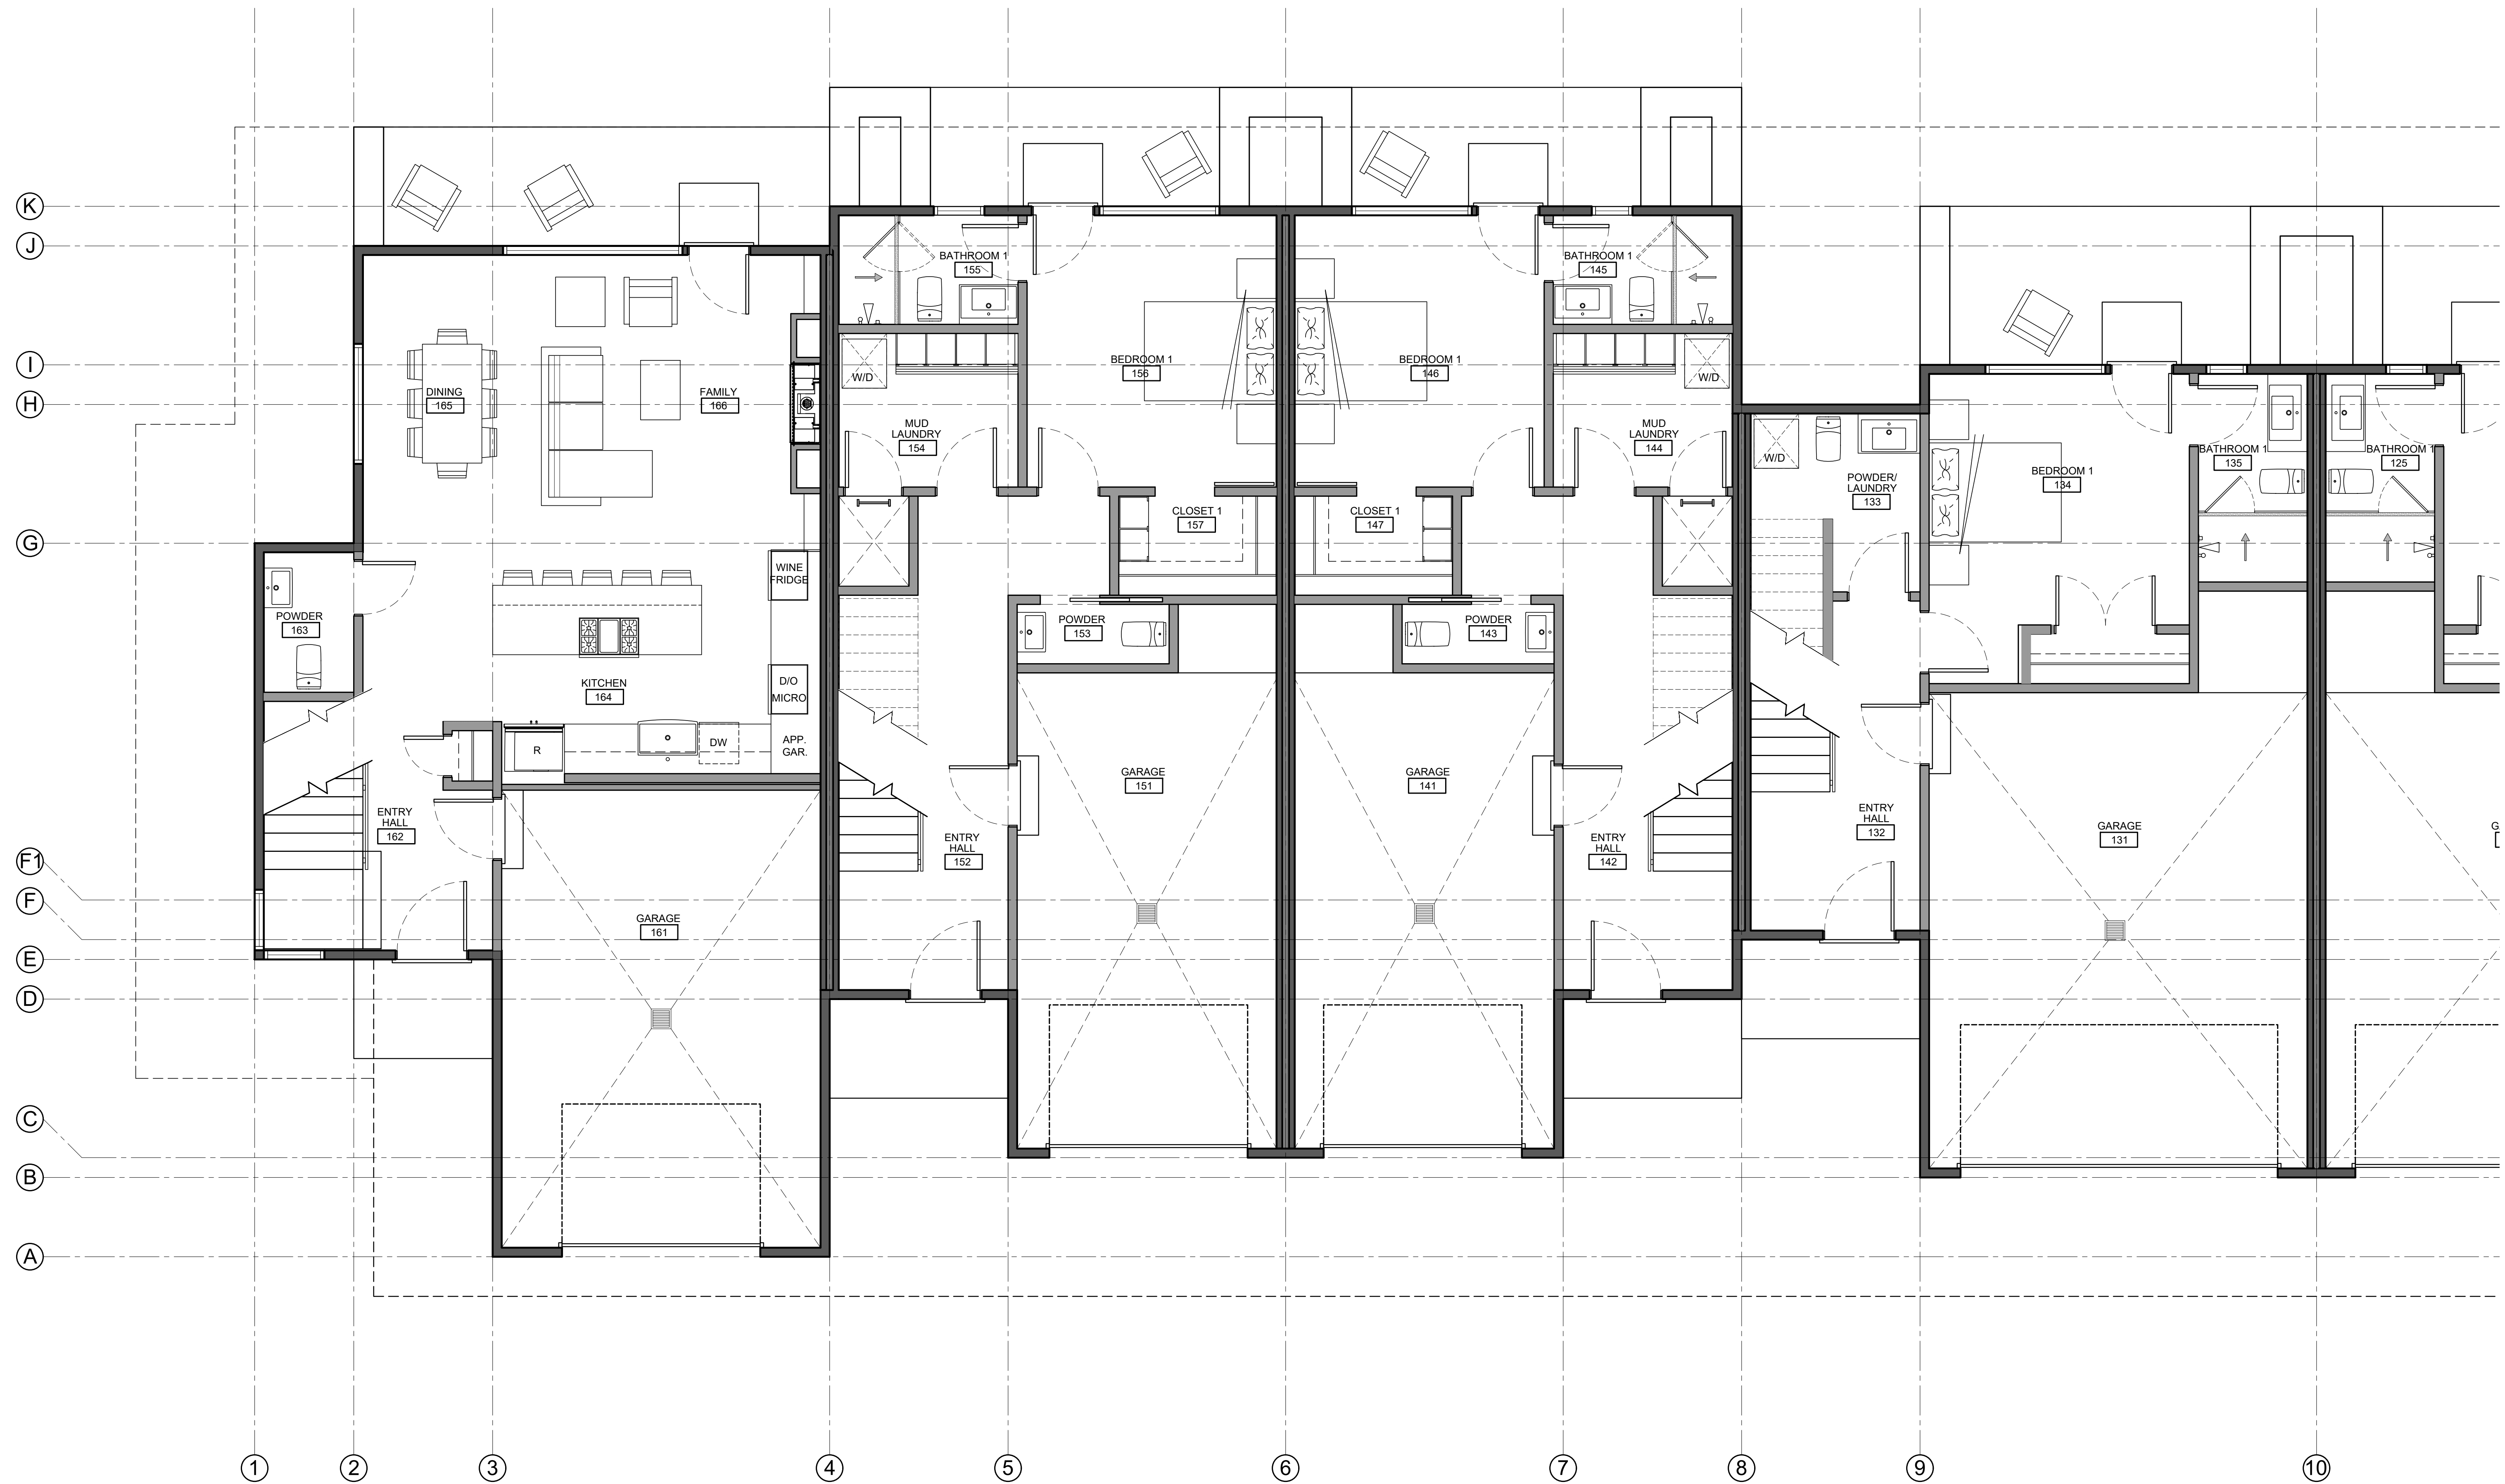 K
J
BATHROOM 1
155
BATHROOM 1
145
I
H
DINING
165
FAMILY
166
W/D
BEDROOM 1
156
BEDROOM 1
146
W/D
MUD
LAUNDRY
154
MUD
LAUNDRY
144
W/D
POWDER/
LAUNDRY
133
BEDROOM 1
134
BATHROOM 1
135
BATHROOM 1
125
CLOSET 1
157
CLOSET 1
147
G
WINE
FRIDGE
POWDER
163
POWDER
153
POWDER
143
KITCHEN
164
D/O
MICRO
R
DW
APP.
GAR.
GARAGE
151
GARAGE
141
ENTRY
HALL
162
ENTRY
HALL
152
ENTRY
HALL
142
ENTRY
HALL
132
GARAGE
131
F1
F
GARAGE
161
E
D
C
B
A
1
2
3
4
5
6
7
8
9
10